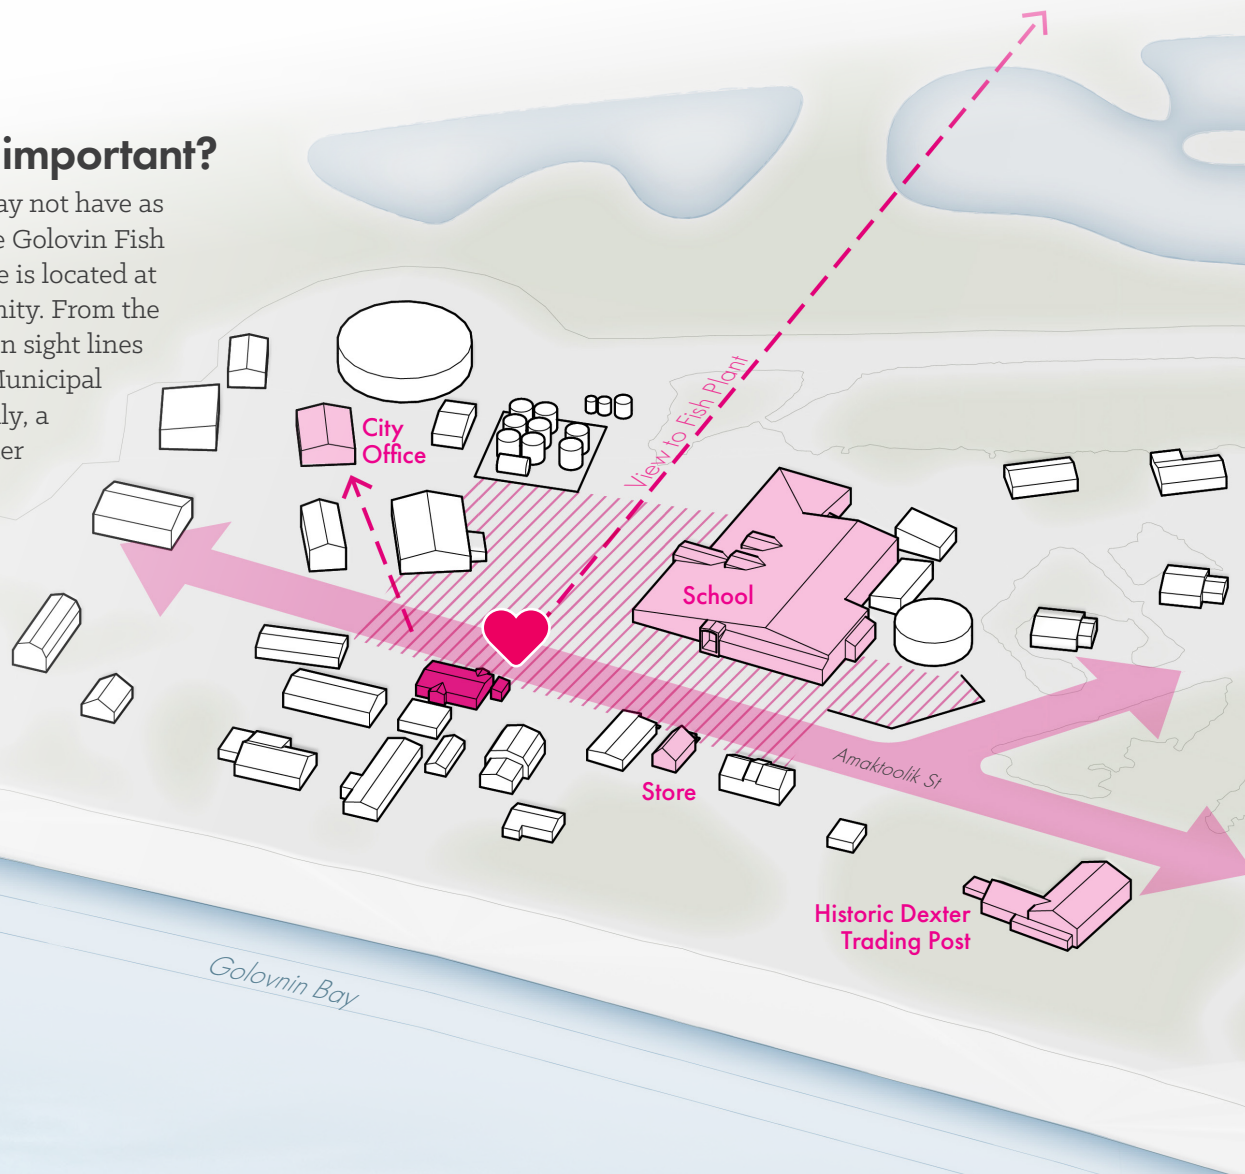 important?
ay not have as
e Golovin Fish
e is located at
nity. From the
n sight lines
Municipal
ly, a
er
City
Office
View to Fish Plant
School
Store
Amaktoolik St
Historic Dexter
Trading Post
Golovnin Bay